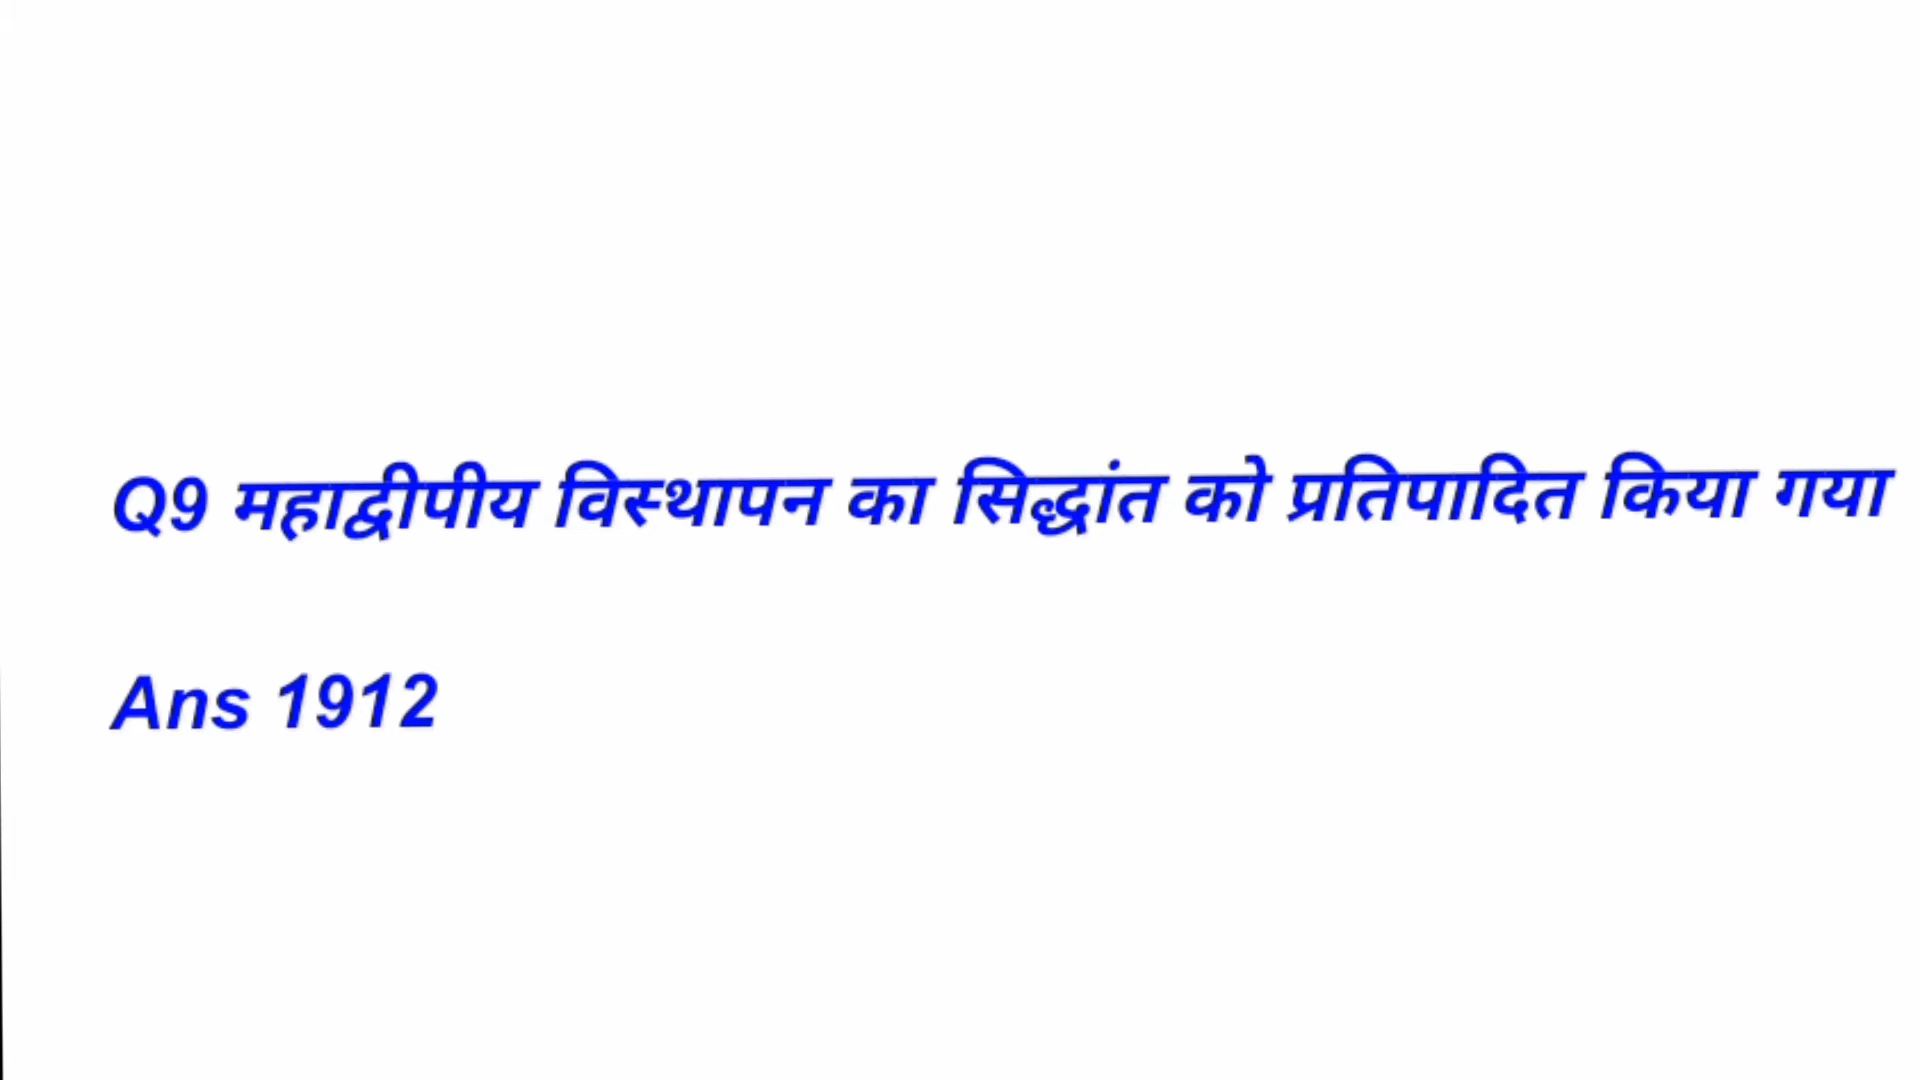 Q9 महाद्वीपीय विस्थापन का सिद्धांत को प्रतिपादित किया गया
Ans 1912